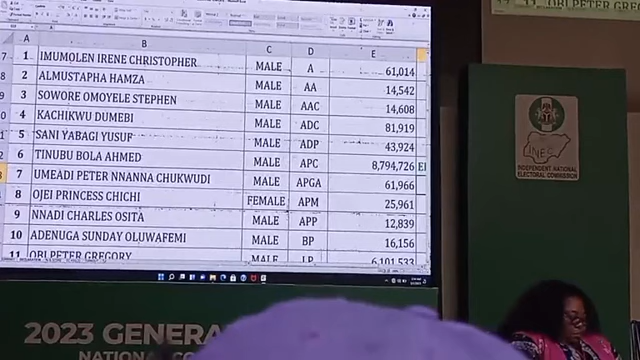 OBI PETER GREG
A B C D E
1 IMUMOLEN IRENE CHRISTOPHER MALE A 61,014
2 ALMUSTAPHA HAMZA MALE AA 14,542
3 SOWORE OMOYELE STEPHEN MALE AAC 14,608
4 KACHIKWU DUMEBI MALE ADC 81,919
5 SANI YABAGI YUSUF MALE ADP 43,924
6 TINUBU BOLA AHMED MALE APC 8,794,726
7 UMEADI PETER NNANNA CHUKWUDI MALE APGA 61,966
8 OJEI PRINCESS CHICHI FEMALE APM 25,961
9 NNADI CHARLES OSITA MALE APP 12,839
10 ADENUGA SUNDAY OLUWAFEMI MALE BP 16,156
11 OBI PETER GREGORY MALE LP 6,101,533
INEC
INDEPENDENT NATIONAL
ELECTORAL COMMISSION
2023 GENERA
NATIONAL CO